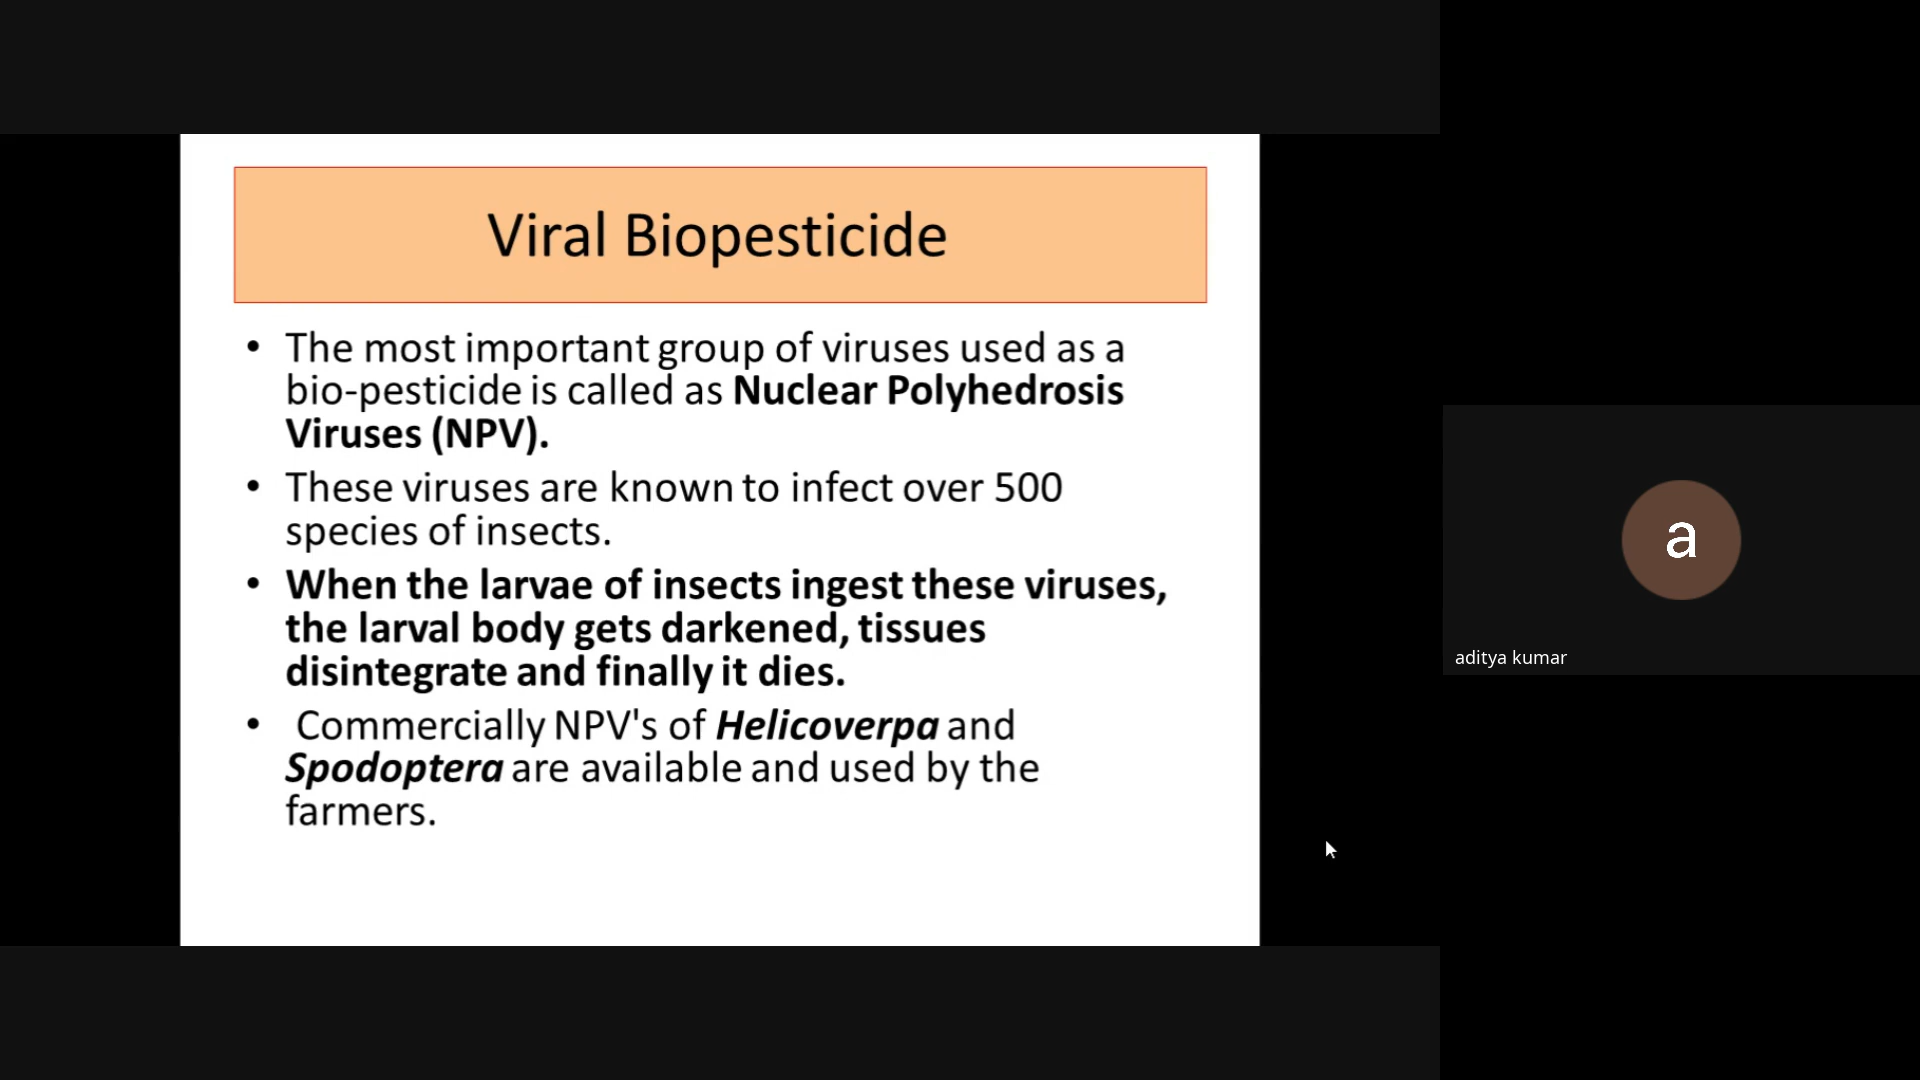 Viral Biopesticide
• The most important group of viruses used as a
bio-pesticide is called as Nuclear Polyhedrosis
Viruses (NPV).
• These viruses are known to infect over 500
species of insects.
• When the larvae of insects ingest these viruses,
the larval body gets darkened, tissues
disintegrate and finally it dies.
• Commercially NPV's of Helicoverpa and
Spodoptera are available and used by the
farmers.
a
aditya kumar